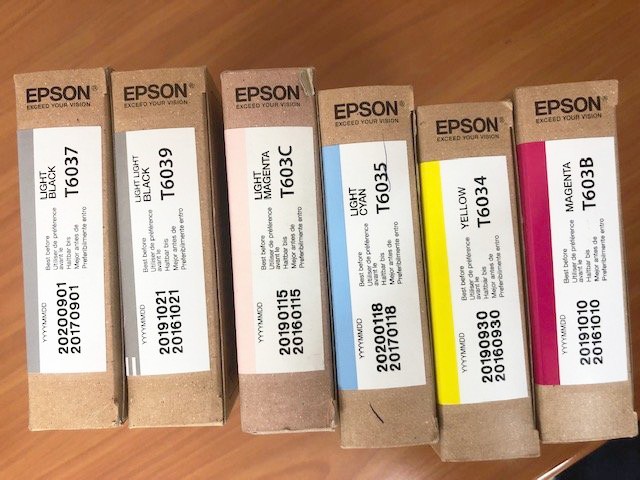 EPSON®
EXCEED YOUR VISION
LIGHT
BLACK
T6037
Best before
Utiliser de préférence
avant le
Haltbar bis
Mejor antes de
Preferibilmente entro
YYYYMMDD
20200901
20170901
EPSON®
EXCEED YOUR VISION
LIGHT LIGHT
BLACK
T6039
Best before
Utiliser de préférence
avant le
Haltbar bis
Mejor antes de
Preferibilmente entro
YYYYMMDD
20191021
20161021
EPSON®
EXCEED YOUR VISION
LIGHT
MAGENTA
T603C
Best before
Utiliser de préférence
avant le
Haltbar bis
Mejor antes de
Preferibilmente entro
YYYYMMDD
20190115
20160115
EPSON®
EXCEED YOUR VISION
LIGHT
CYAN
T6035
Best before
Utiliser de préférence
avant le
Haltbar bis
Mejor antes de
Preferibilmente entro
YYYYMMDD
20200118
20170118
EPSON®
EXCEED YOUR VISION
YELLOW
T6034
Best before
Utiliser de préférence
avant le
Haltbar bis
Mejor antes de
Preferibilmente entro
YYYYMMDD
20190930
20160930
EPSON®
EXCEED YOUR VISION
MAGENTA
T603B
Best before
Utiliser de préférence
avant le
Haltbar bis
Mejor antes de
Preferibilmente entro
YYYYMMDD
20191010
20161010